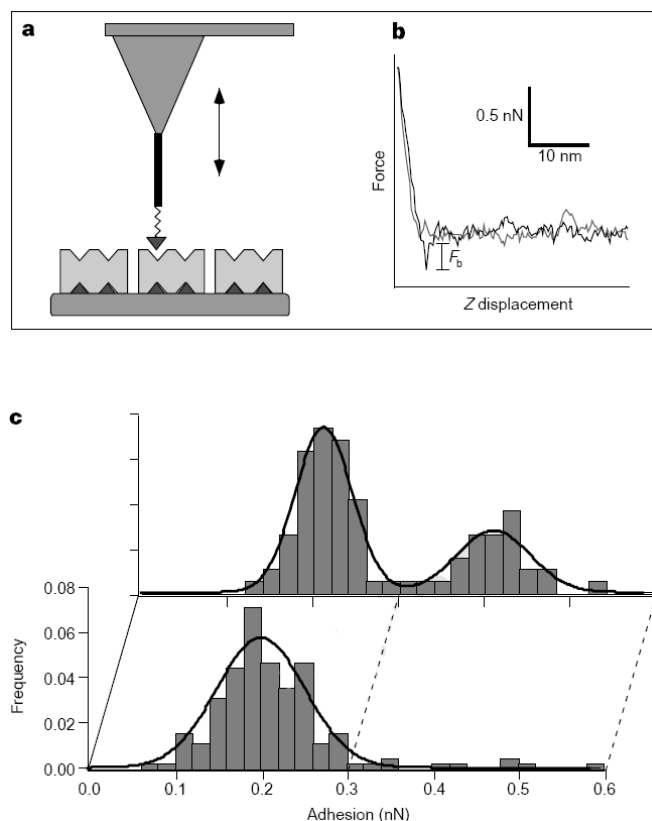 a
b
0.5 nN
10 nm
Force
Fb
Z displacement
c
0.08
0.06
0.04
0.02
0.00
Frequency
0.0 0.1 0.2 0.3 0.4 0.5 0.6
Adhesion (nN)